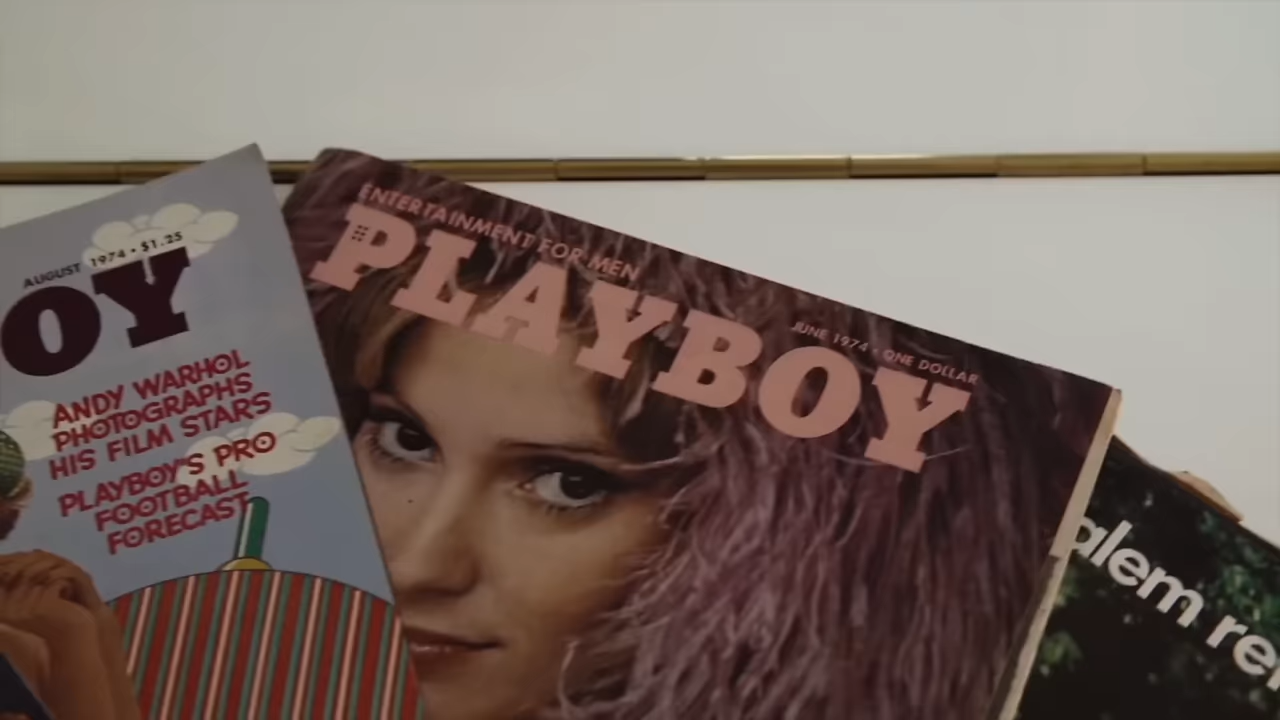 AUGUST 1974 • $1.25
OY
ANDY WARHOL
PHOTOGRAPHS
HIS FILM STARS
PLAYBOY'S PRO
FOOTBALL
FORECAST
ENTERTAINMENT FOR MEN
PLAYBOY
JUNE 1974 • ONE DOLLAR
alem re